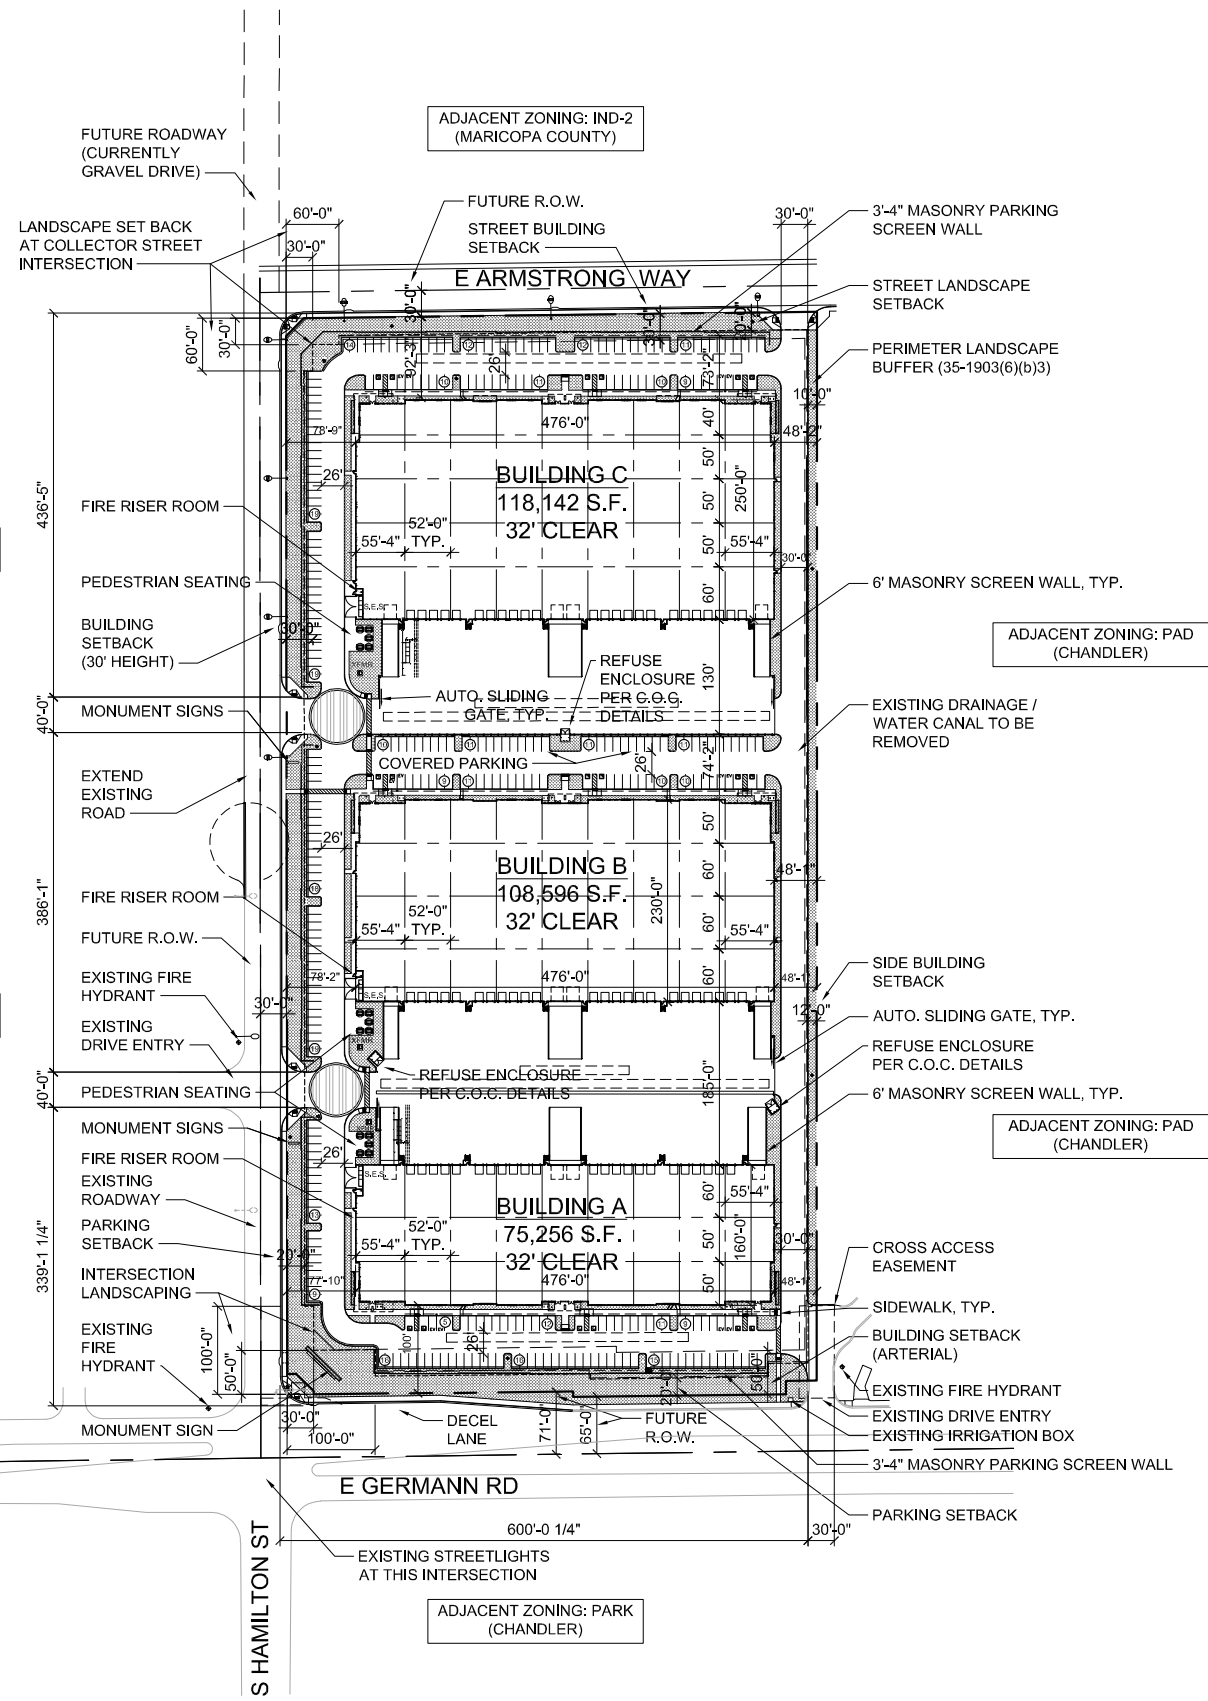 ADJACENT ZONING: IND-2
(MARICOPA COUNTY)
FUTURE ROADWAY
(CURRENTLY
GRAVEL DRIVE)
LANDSCAPE SET BACK
AT COLLECTOR STREET
INTERSECTION
60'-0"
30'-0"
FUTURE R.O.W.
STREET BUILDING
SETBACK
30'-0"
3'-4" MASONRY PARKING
SCREEN WALL
E ARMSTRONG WAY
STREET LANDSCAPE
SETBACK
PERIMETER LANDSCAPE
BUFFER (35-1903(6)(b)3)
60'-0"
30'-0"
30'-0"
30'-0"
92'-3"
26'
73'-2"
10'-0"
476'-0"
78'-9"
48'-2"
40'
50'
50'
50'
60'
250'-0"
26'
436'-5"
BUILDING C
118,142 S.F.
32' CLEAR
52'-0"
TYP.
55'-4"
55'-4"
30'-0"
FIRE RISER ROOM
PEDESTRIAN SEATING
S.E.S.
BUILDING
SETBACK
(30' HEIGHT)
30'-0"
XFMR
6' MASONRY SCREEN WALL, TYP.
ADJACENT ZONING: PAD
(CHANDLER)
REFUSE
ENCLOSURE
PER C.O.C.
DETAILS
AUTO. SLIDING
GATE, TYP.
130'
MONUMENT SIGNS
40'-0"
EXISTING DRAINAGE /
WATER CANAL TO BE
REMOVED
COVERED PARKING
26'
74'-2"
EXTEND
EXISTING
ROAD
26'
50'
60'
60'
60'
230'-0"
48'-1"
386'-1"
BUILDING B
108,596 S.F.
32' CLEAR
52'-0"
TYP.
55'-4"
55'-4"
FIRE RISER ROOM
FUTURE R.O.W.
78'-2"
476'-0"
48'-1"
SIDE BUILDING
SETBACK
EXISTING FIRE
HYDRANT
30'-0"
S.E.S.
12'-0"
AUTO. SLIDING GATE, TYP.
EXISTING
DRIVE ENTRY
XFMR
REFUSE ENCLOSURE
PER C.O.C. DETAILS
REFUSE ENCLOSURE
PER C.O.C. DETAILS
185'-0"
PEDESTRIAN SEATING
40'-0"
6' MASONRY SCREEN WALL, TYP.
MONUMENT SIGNS
ADJACENT ZONING: PAD
(CHANDLER)
FIRE RISER ROOM
26'
S.E.S.
EXISTING
ROADWAY
BUILDING A
75,256 S.F.
32' CLEAR
52'-0"
TYP.
55'-4"
55'-4"
60'
50'
50'
160'-0"
30'-0"
PARKING
SETBACK
20'-0"
339'-1 1/4"
CROSS ACCESS
EASEMENT
INTERSECTION
LANDSCAPING
77'-10"
476'-0"
48'-1"
SIDEWALK, TYP.
EXISTING
FIRE
HYDRANT
100'-0"
50'-0"
100'
26'
BUILDING SETBACK
(ARTERIAL)
50'-0"
20'-0"
EXISTING FIRE HYDRANT
MONUMENT SIGN
30'-0"
100'-0"
DECEL
LANE
71'-0"
65'-0"
FUTURE
R.O.W.
EXISTING DRIVE ENTRY
EXISTING IRRIGATION BOX
3'-4" MASONRY PARKING SCREEN WALL
E GERMANN RD
PARKING SETBACK
600'-0 1/4"
30'-0"
S HAMILTON ST
EXISTING STREETLIGHTS
AT THIS INTERSECTION
ADJACENT ZONING: PARK
(CHANDLER)